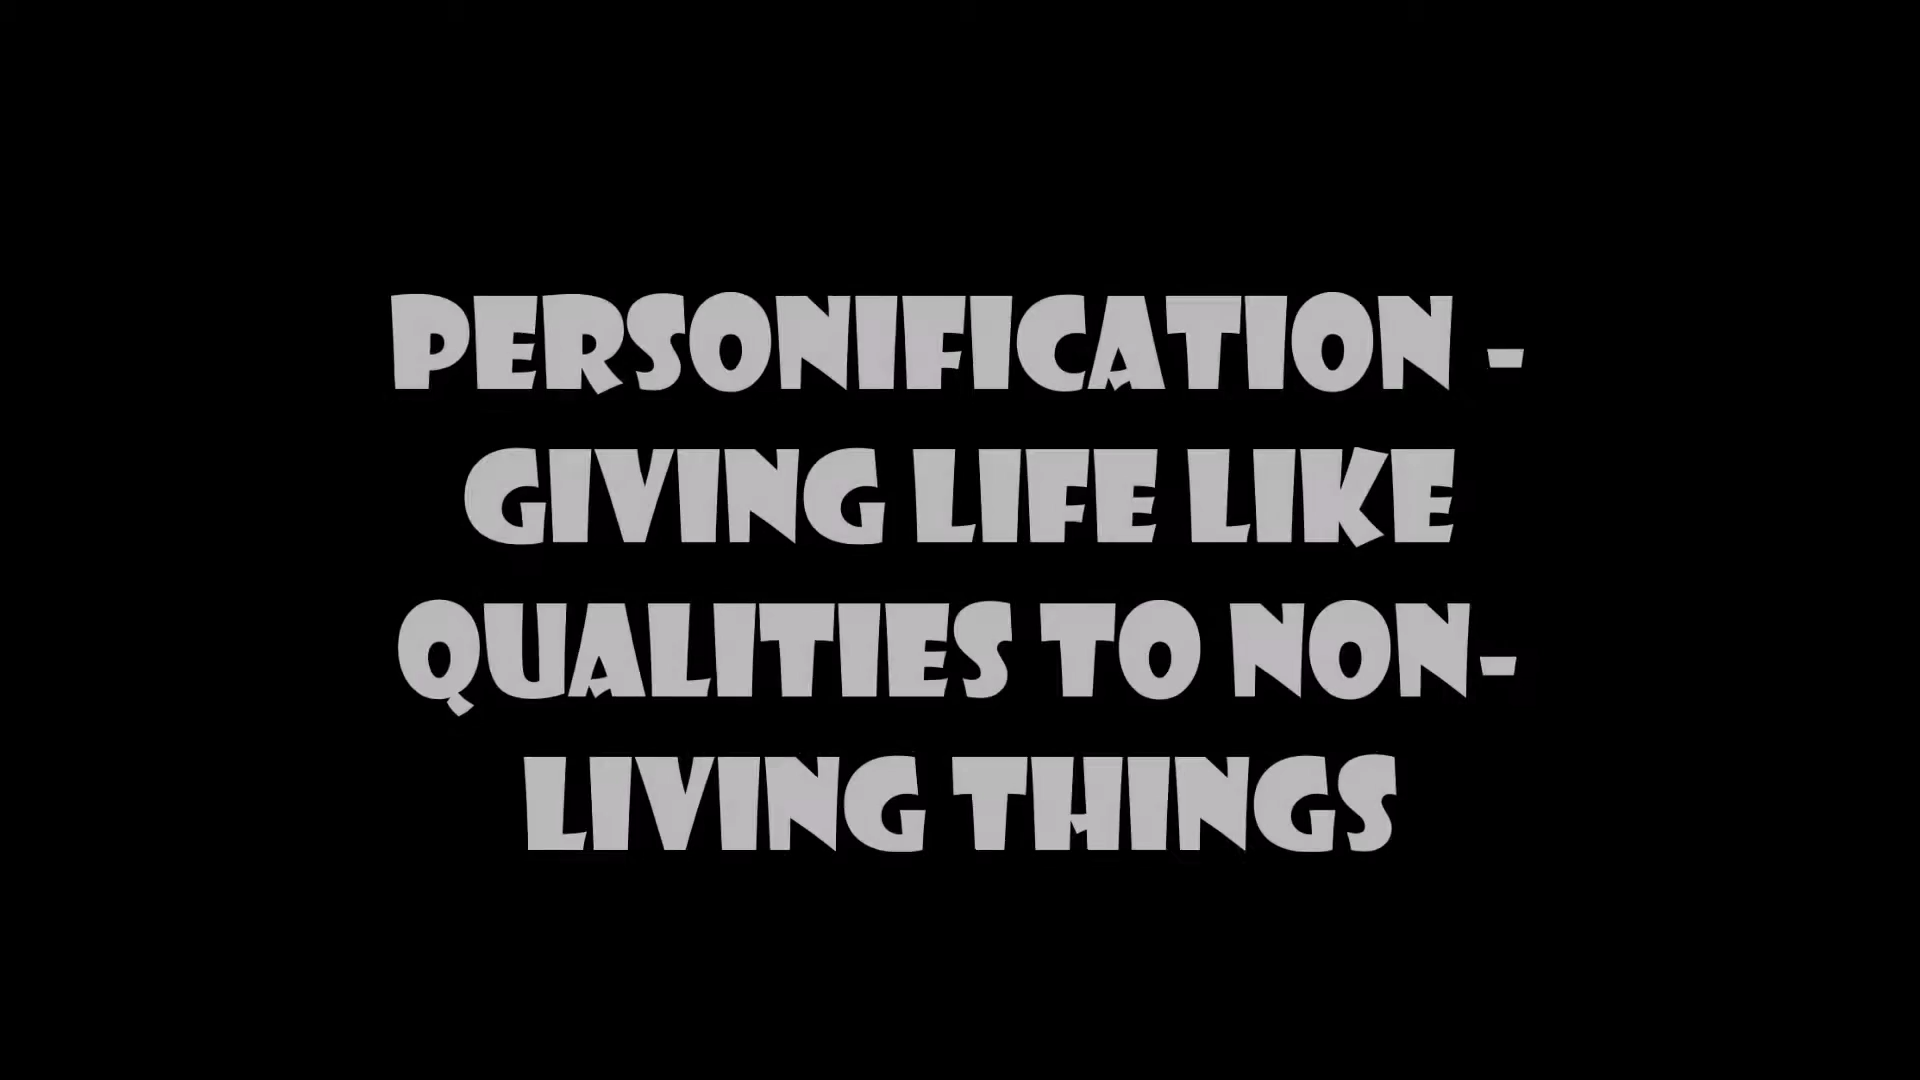 PERSONIFICATION -
GIVING LIFE LIKE
QUALITIES TO NON-
LIVING THINGS